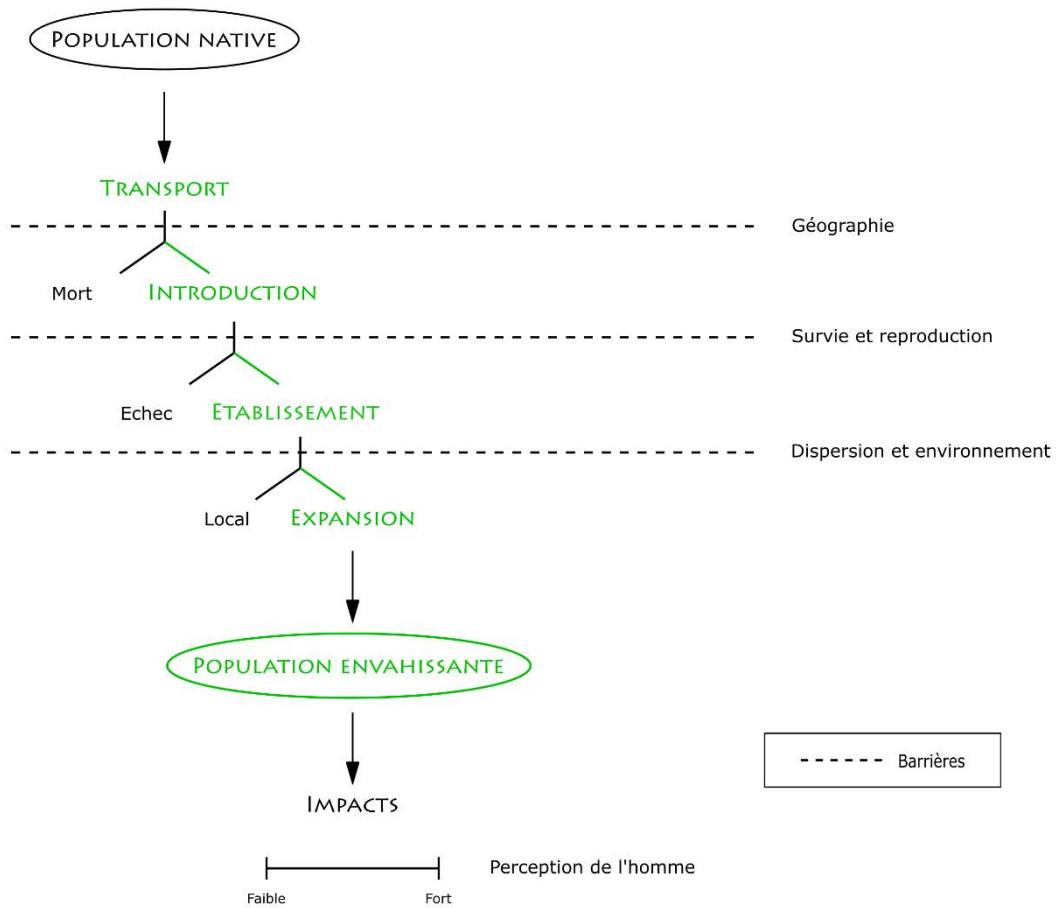 POPULATION NATIVE
TRANSPORT
Géographie
Mort
INTRODUCTION
Survie et reproduction
Echec
ETABLISSEMENT
Dispersion et environnement
Local
EXPANSION
POPULATION ENVAHISSANTE
Barrières
IMPACTS
Perception de l'homme
Faible
Fort